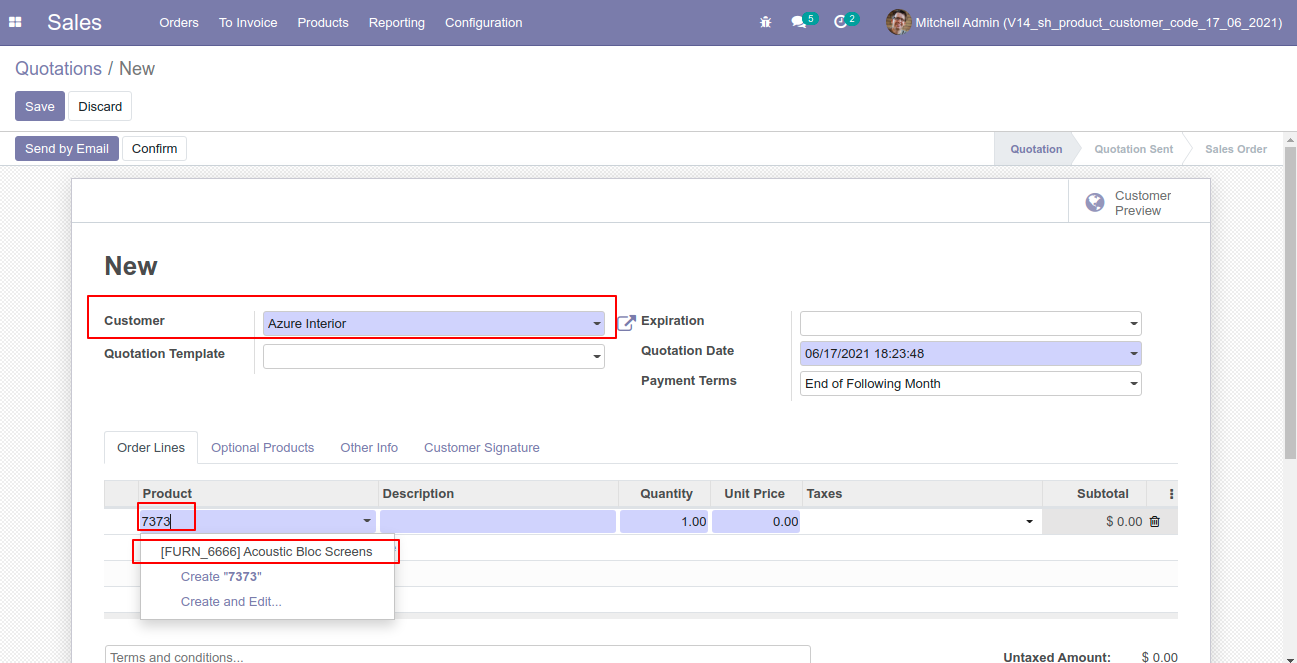 Sales Orders To Invoice Products Reporting Configuration 5 2 Mitchell Admin (V14_sh_product_customer_code_17_06_2021)
Quotations / New
Save Discard
Send by Email Confirm Quotation Quotation Sent Sales Order
Customer
Preview
New
Customer Azure Interior Expiration
Quotation Template Quotation Date 06/17/2021 18:23:48
Payment Terms End of Following Month
Order Lines Optional Products Other Info Customer Signature
Product Description Quantity Unit Price Taxes Subtotal
7373 1.00 0.00 $ 0.00
[FURN_6666] Acoustic Bloc Screens
Create "7373"
Create and Edit...
Terms and conditions... Untaxed Amount: $ 0.00